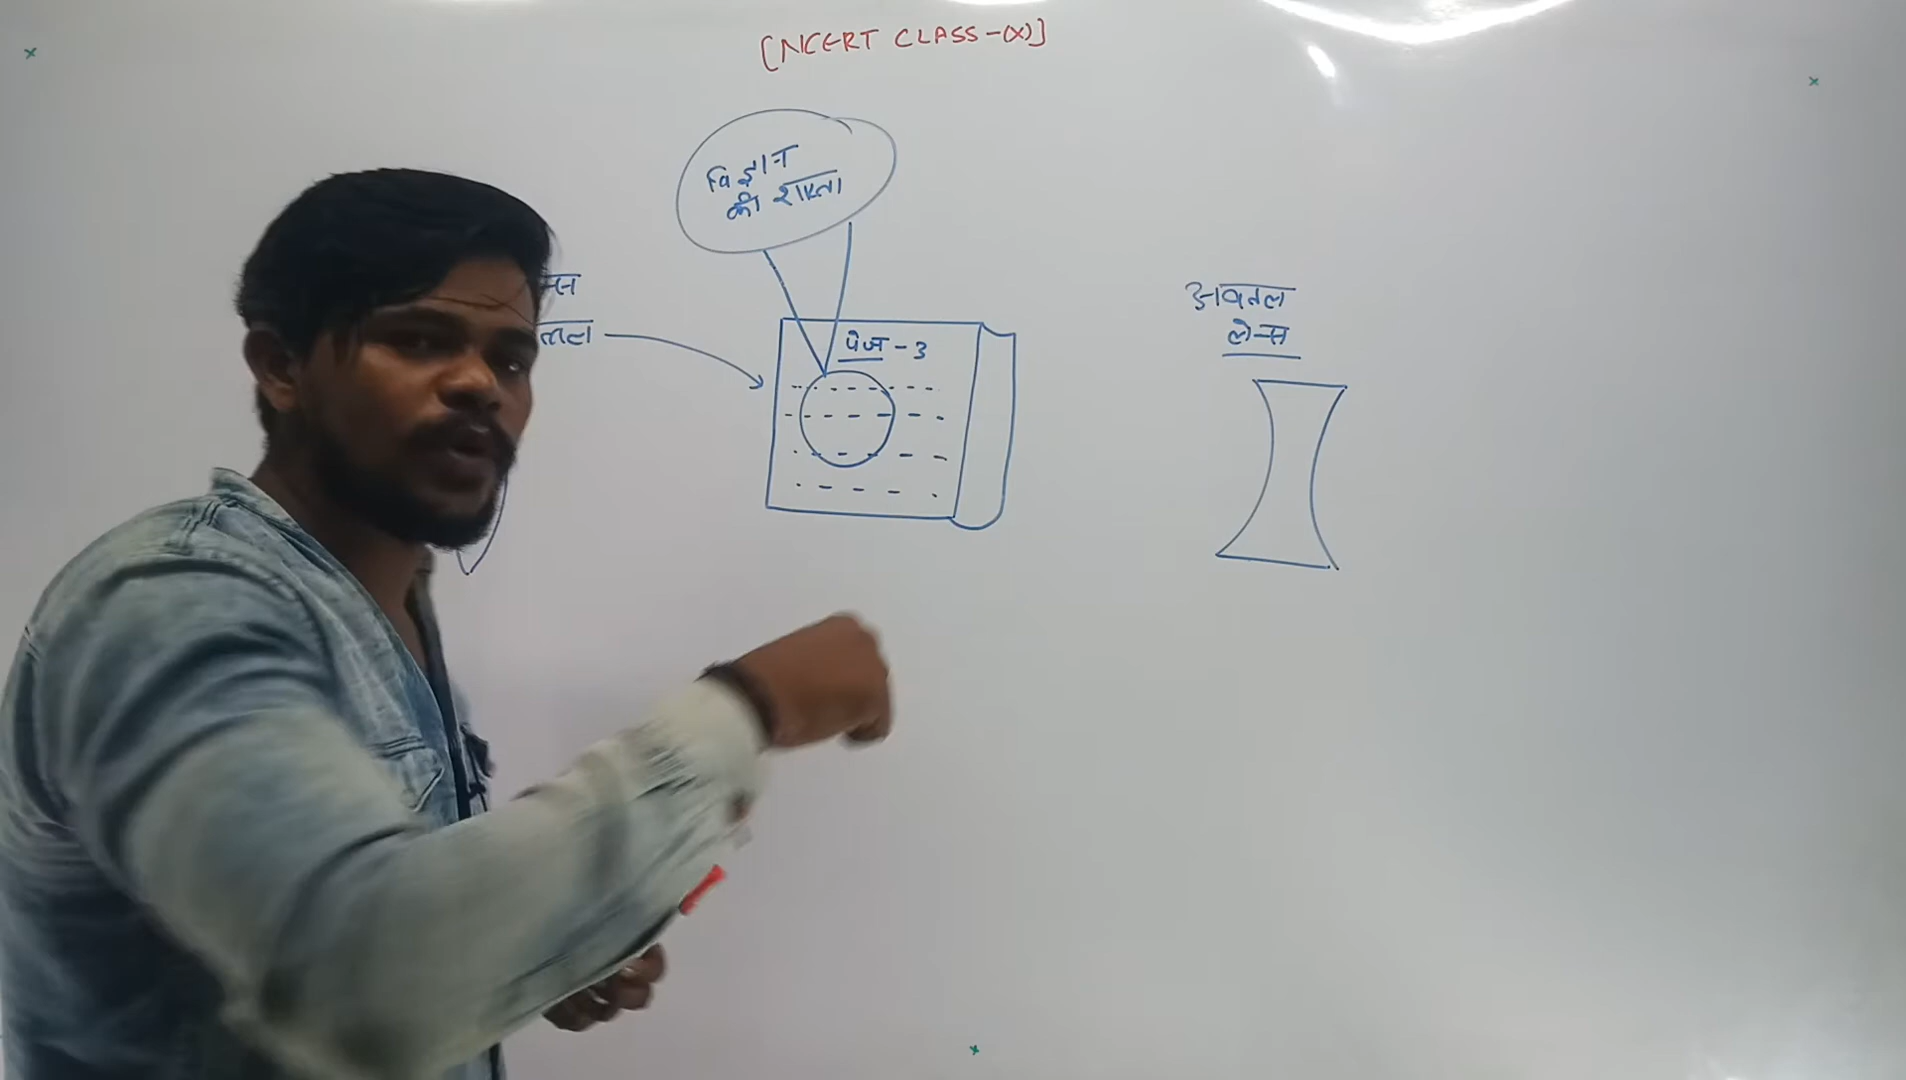 [NCERT CLASS-(X)]
विज्ञान
की शाखा
पेज-3
अवतल
लेन्स